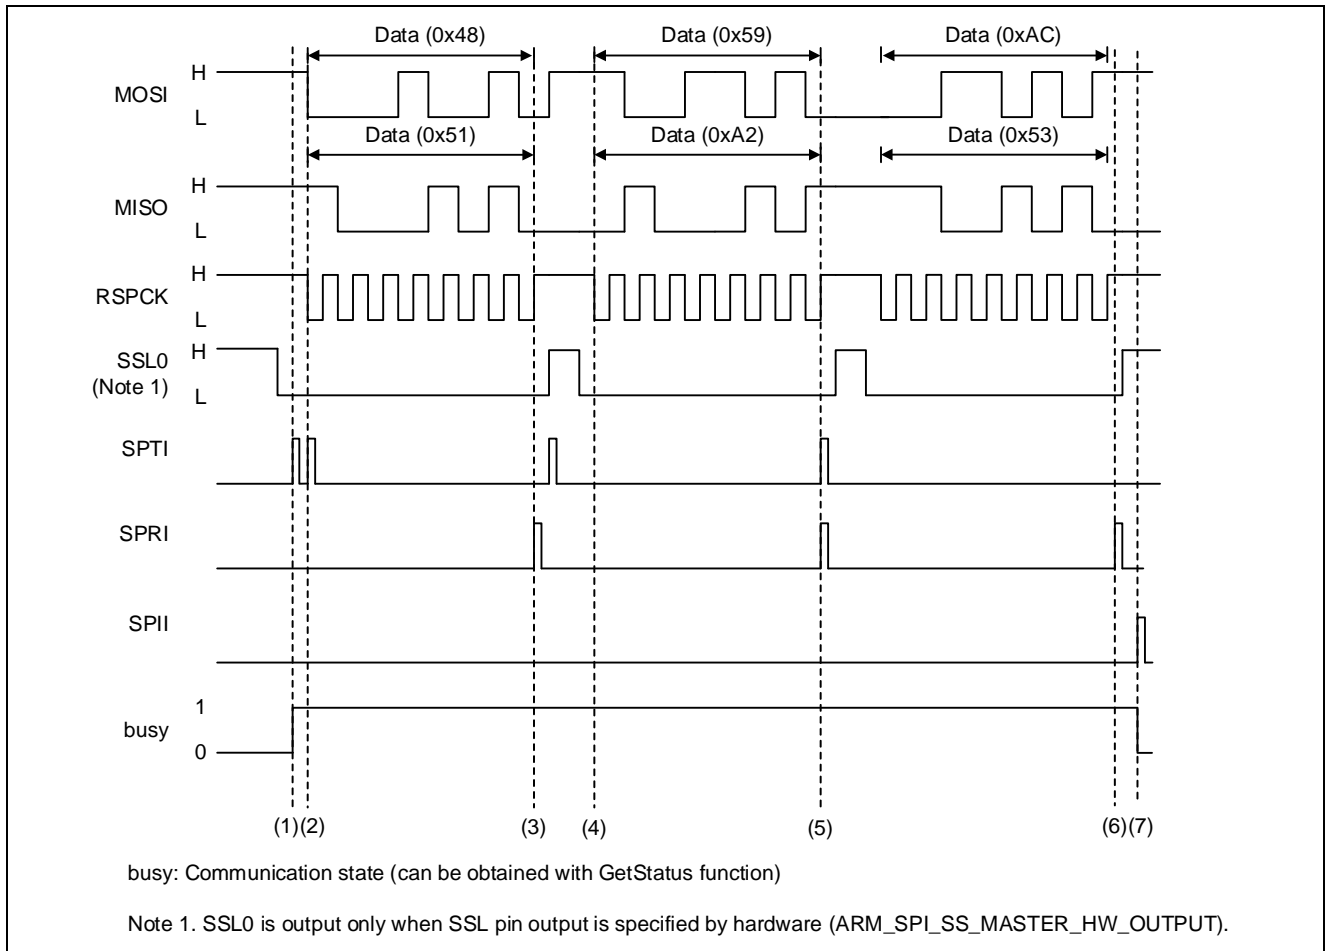 Data (0x48) Data (0x59) Data (0xAC)
H
MOSI
L
Data (0x51) Data (0xA2) Data (0x53)
H
MISO
L
H
RSPCK
L
H
SSL0
(Note 1)
L
SPTI
SPRI
SPII
1
busy
0
(1) (2) (3) (4) (5) (6) (7)
busy: Communication state (can be obtained with GetStatus function)
Note 1. SSL0 is output only when SSL pin output is specified by hardware (ARM_SPI_SS_MASTER_HW_OUTPUT).